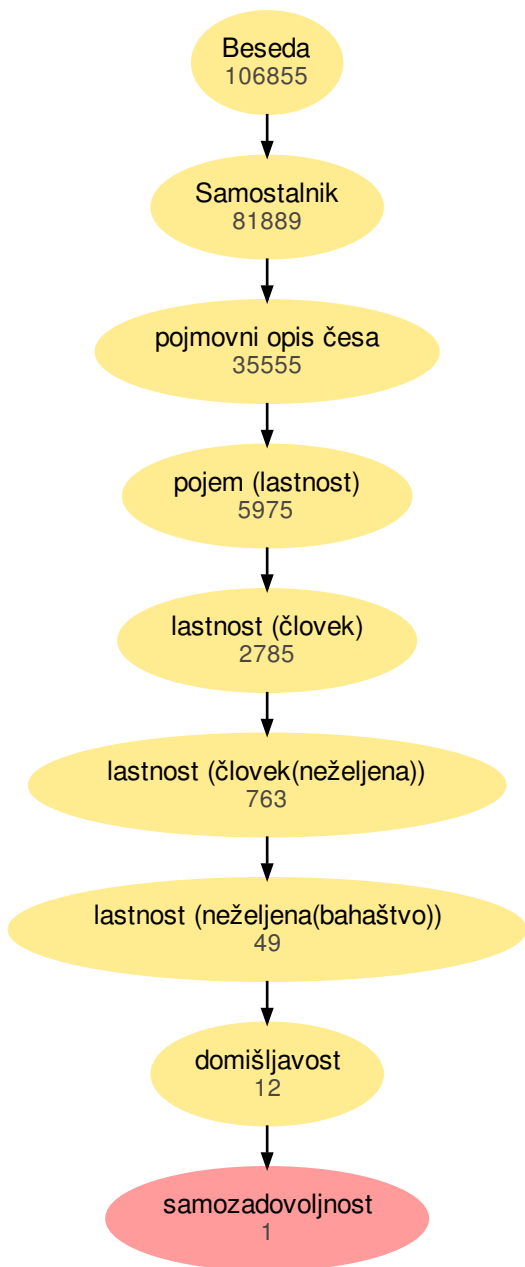 Beseda
106855
Samostalnik
81889
pojmovni opis česa
35555
pojem (lastnost)
5975
lastnost (človek)
2785
lastnost (človek(neželjena))
763
lastnost (neželjena(bahaštvo))
49
domišljavost
12
samozadovoljnost
1